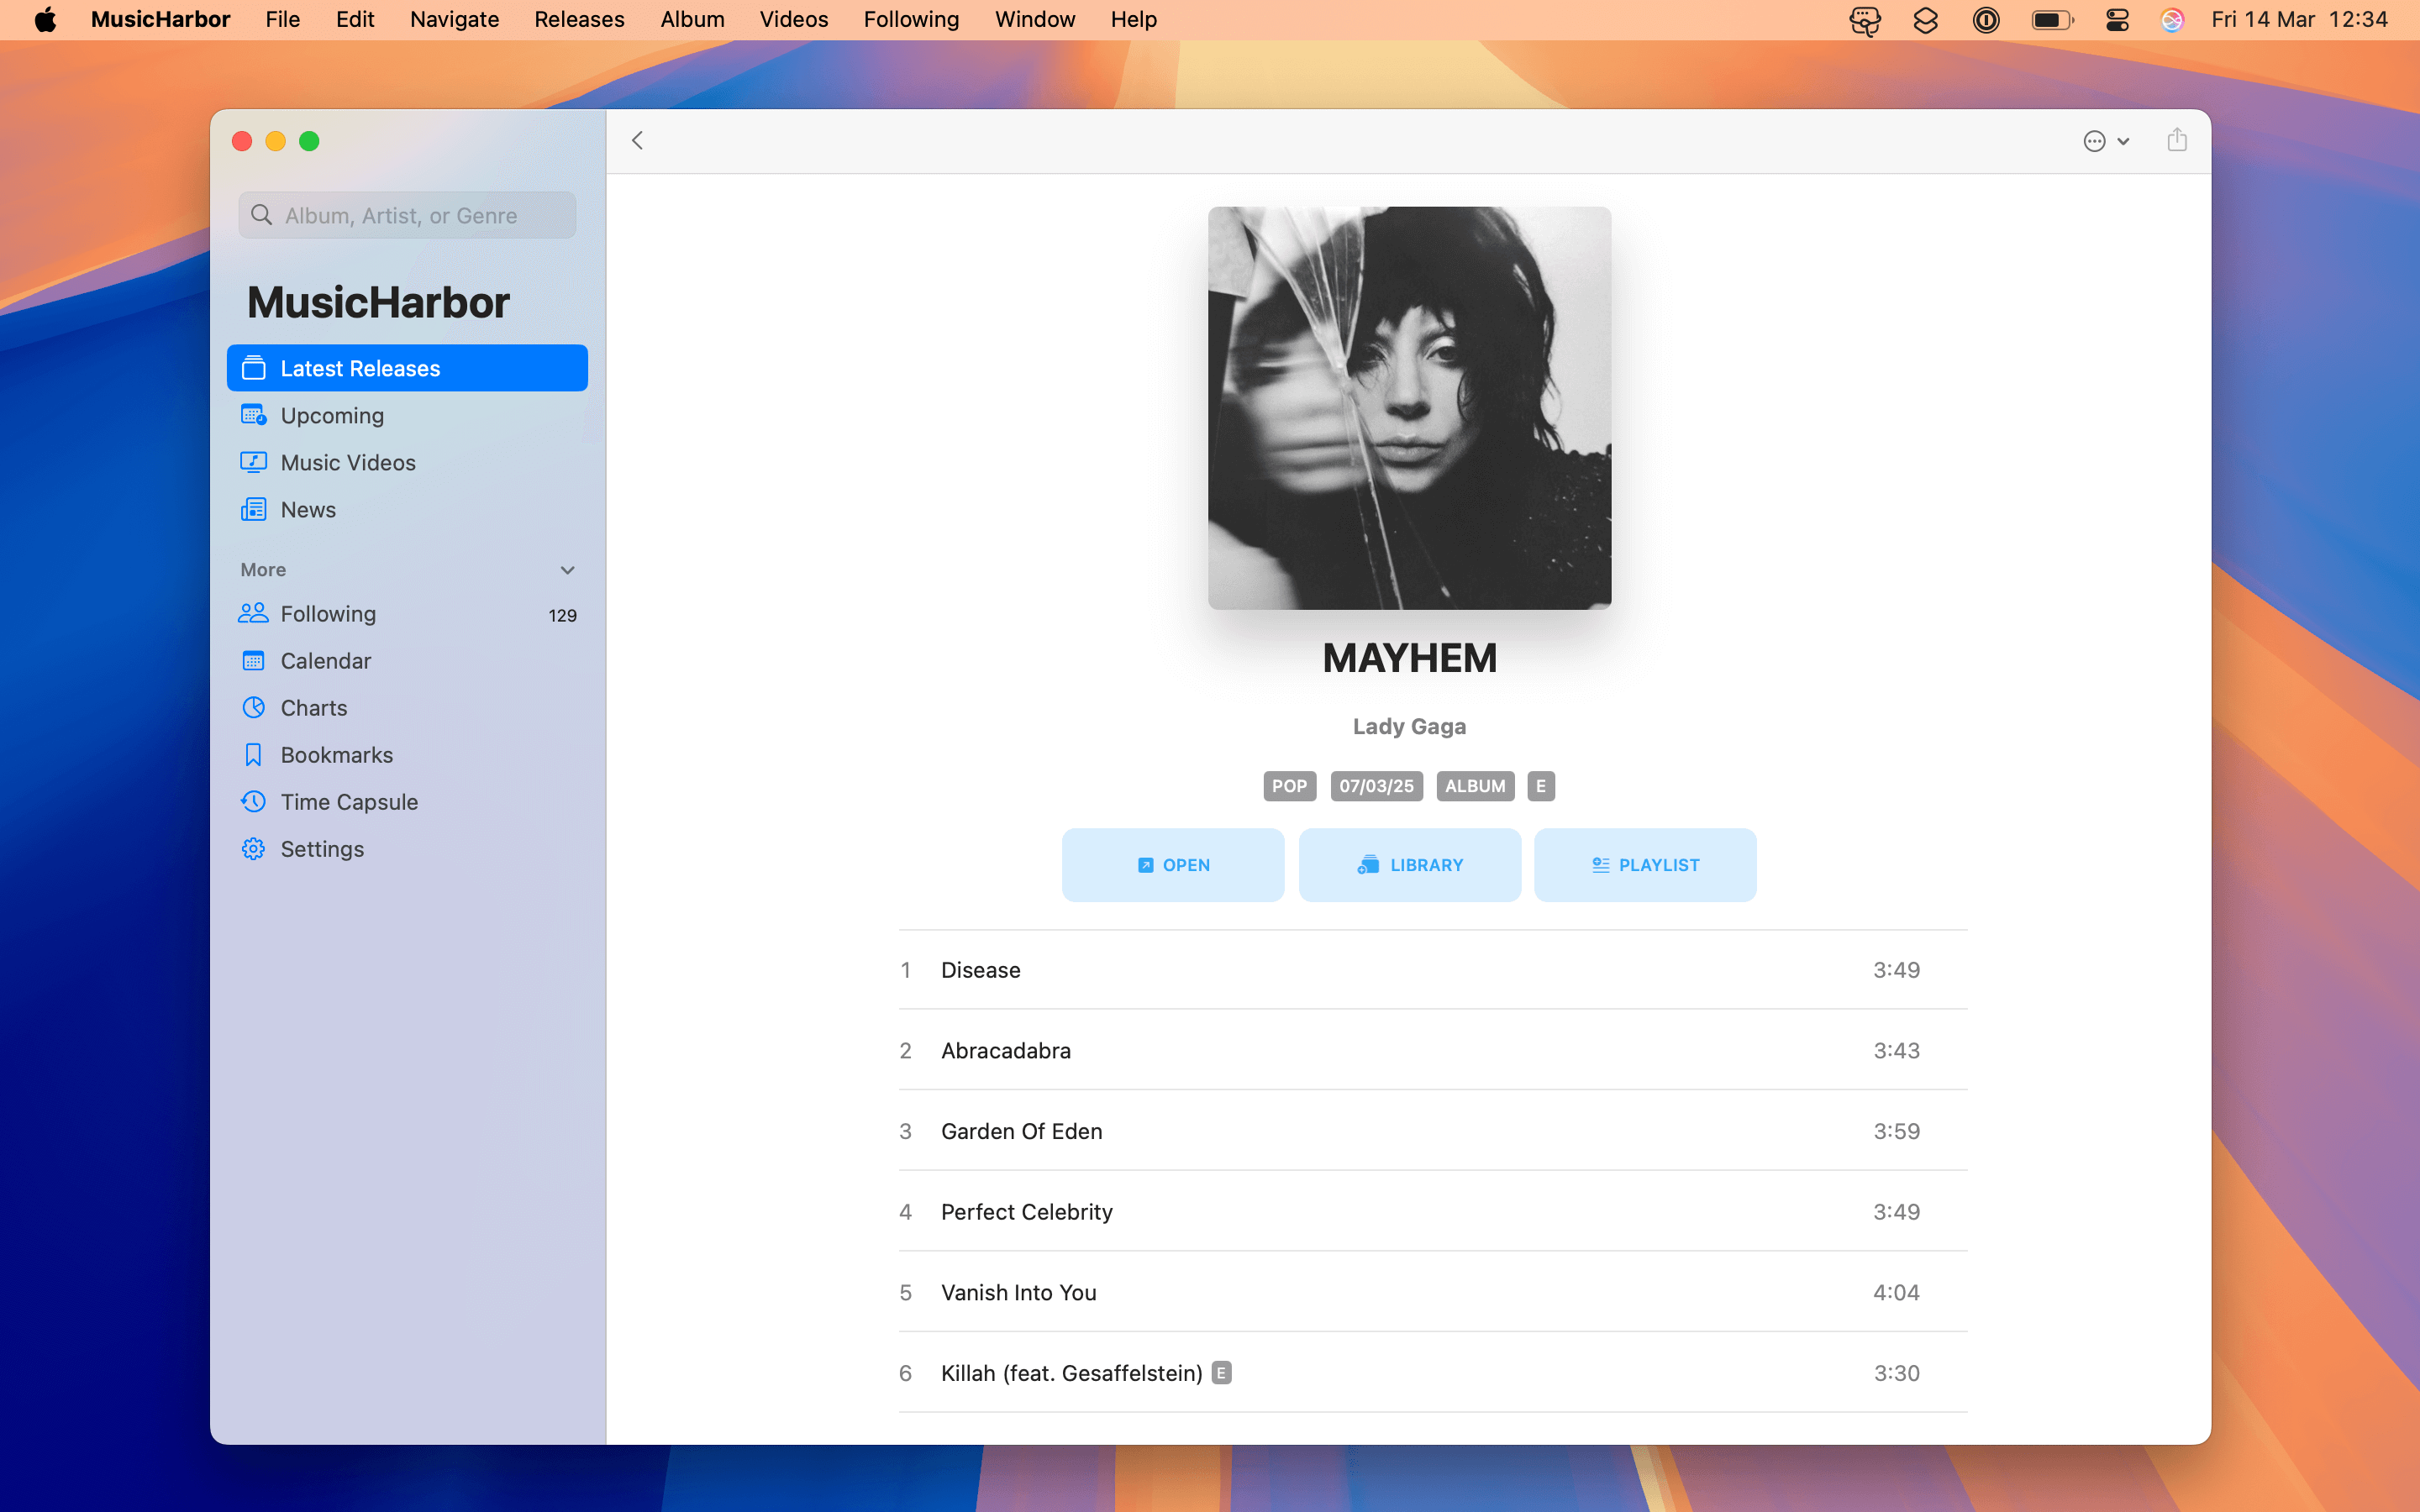 MusicHarbor File Edit Navigate Releases Album Videos Following Window Help Fri 14 Mar 12:34
Album, Artist, or Genre
MusicHarbor
Latest Releases
Upcoming
Music Videos
News
More
Following 129
Calendar
Charts
Bookmarks
Time Capsule
Settings
MAYHEM
Lady Gaga
POP 07/03/25 ALBUM E
OPEN LIBRARY PLAYLIST
1 Disease 3:49
2 Abracadabra 3:43
3 Garden Of Eden 3:59
4 Perfect Celebrity 3:49
5 Vanish Into You 4:04
6 Killah (feat. Gesaffelstein) E 3:30